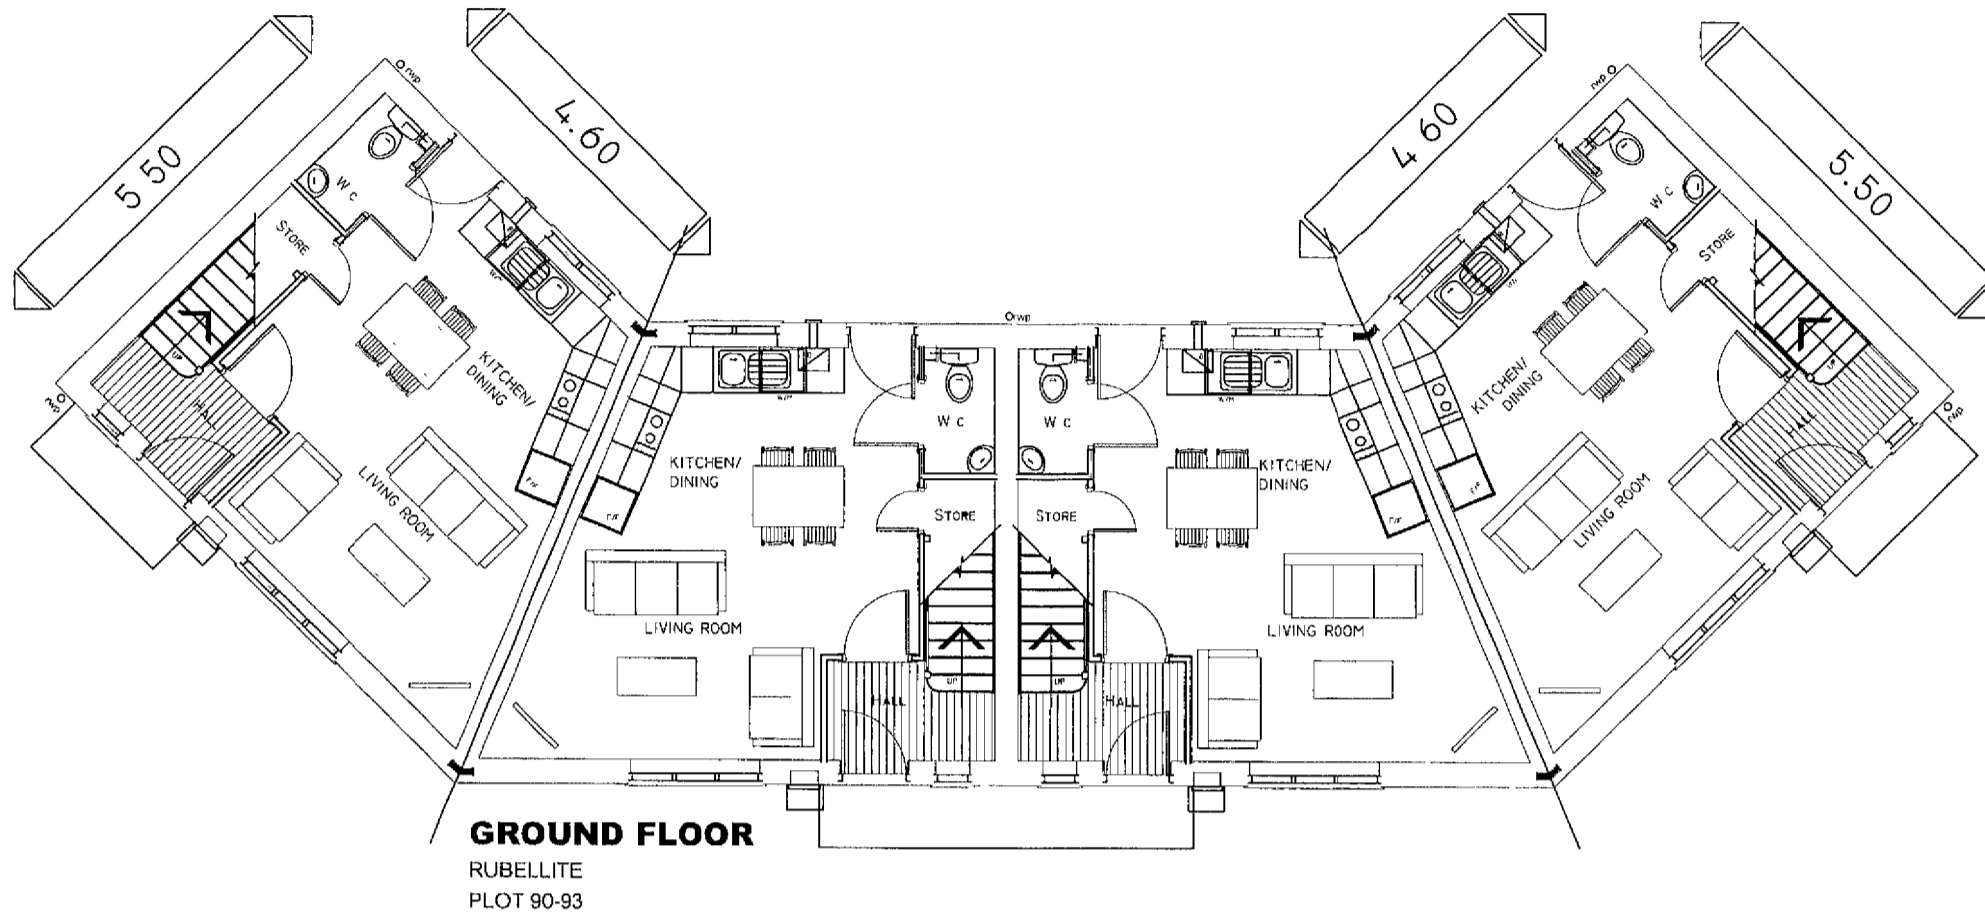 5 50
4.60
4 60
5.50
rwp
rwp
W C
W C
STORE
STORE
UP
UP
HALL
HALL
rwp
rwp
rwp
W/M
KITCHEN/
DINING
KITCHEN/
DINING
W/M
W/M
W C
W C
KITCHEN/
DINING
KITCHEN/
DINING
F/F
F/F
F/F
F/F
LIVING ROOM
LIVING ROOM
STORE
STORE
LIVING ROOM
LIVING ROOM
UP
UP
HALL
HALL
GROUND FLOOR
RUBELLITE
PLOT 90-93